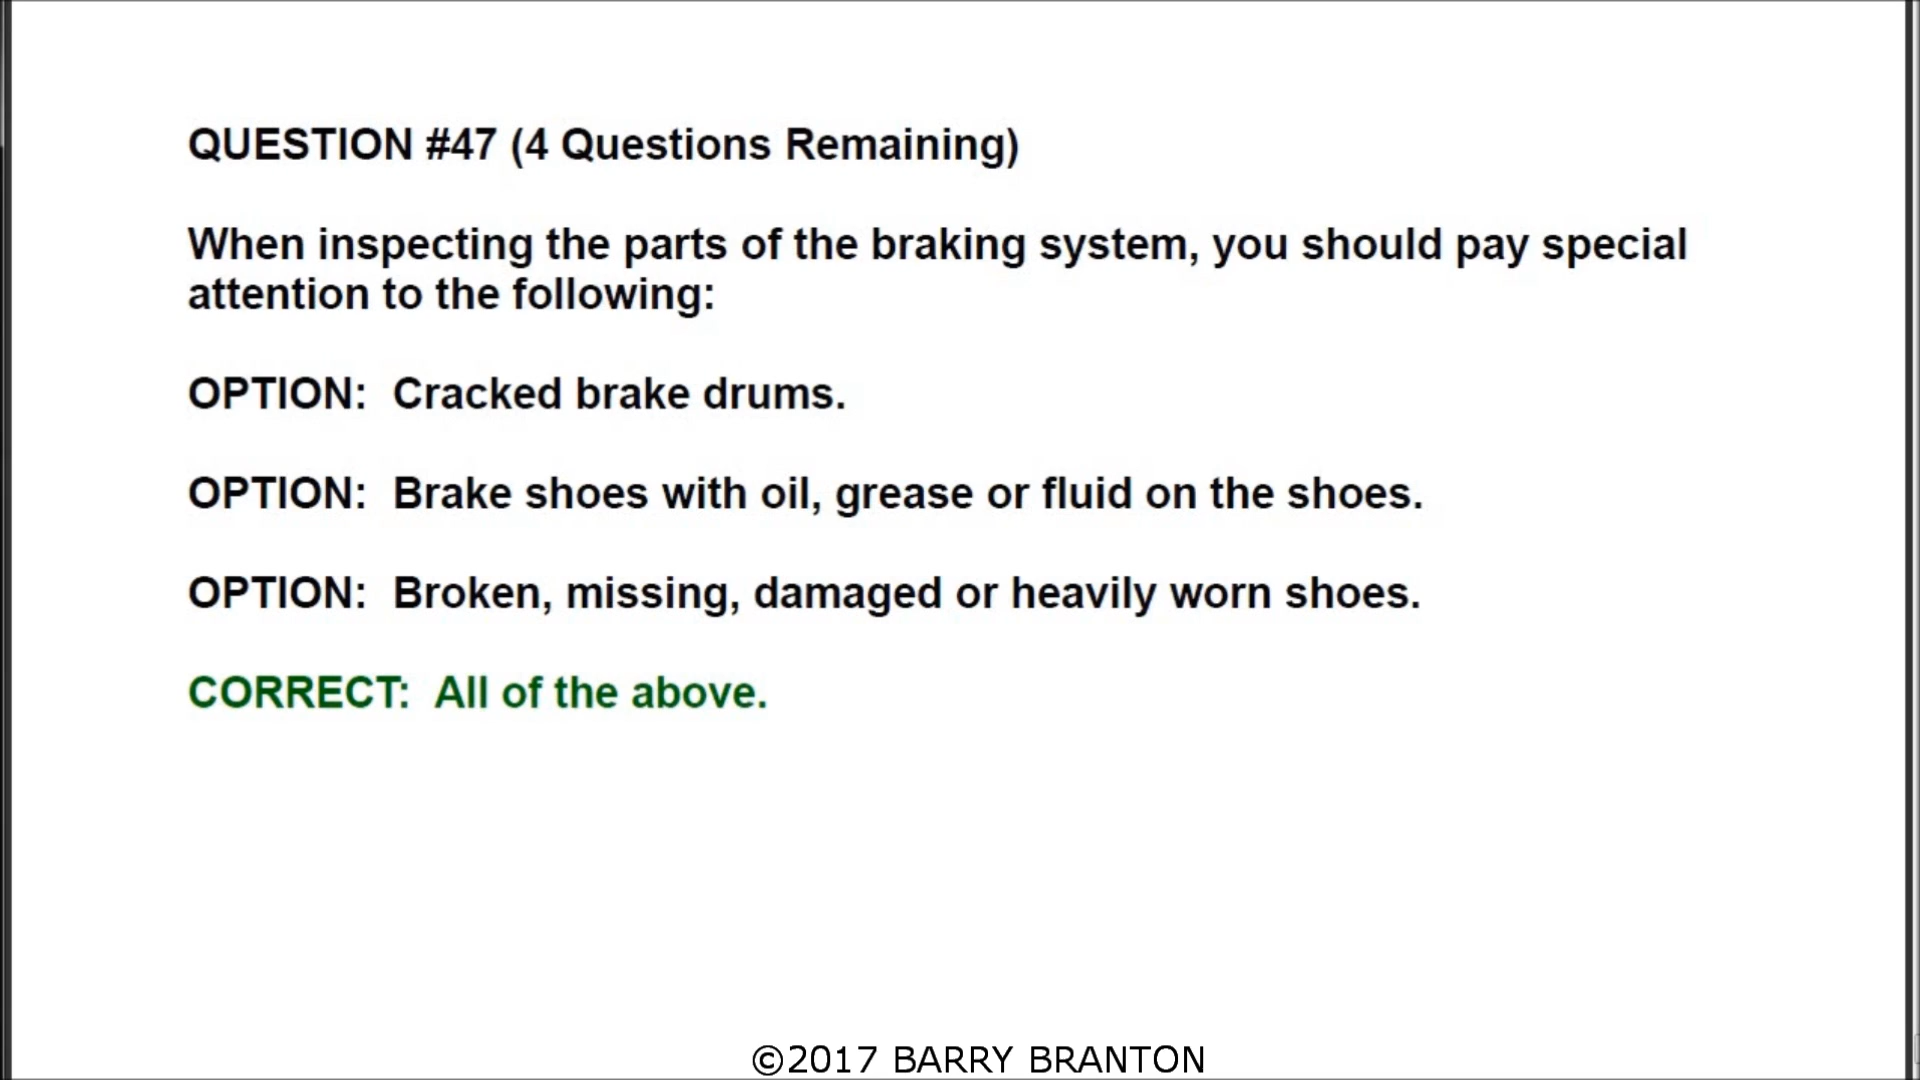 QUESTION #47 (4 Questions Remaining)
When inspecting the parts of the braking system, you should pay special
attention to the following:
OPTION:  Cracked brake drums.
OPTION:  Brake shoes with oil, grease or fluid on the shoes.
OPTION:  Broken, missing, damaged or heavily worn shoes.
CORRECT:  All of the above.
©2017 BARRY BRANTON